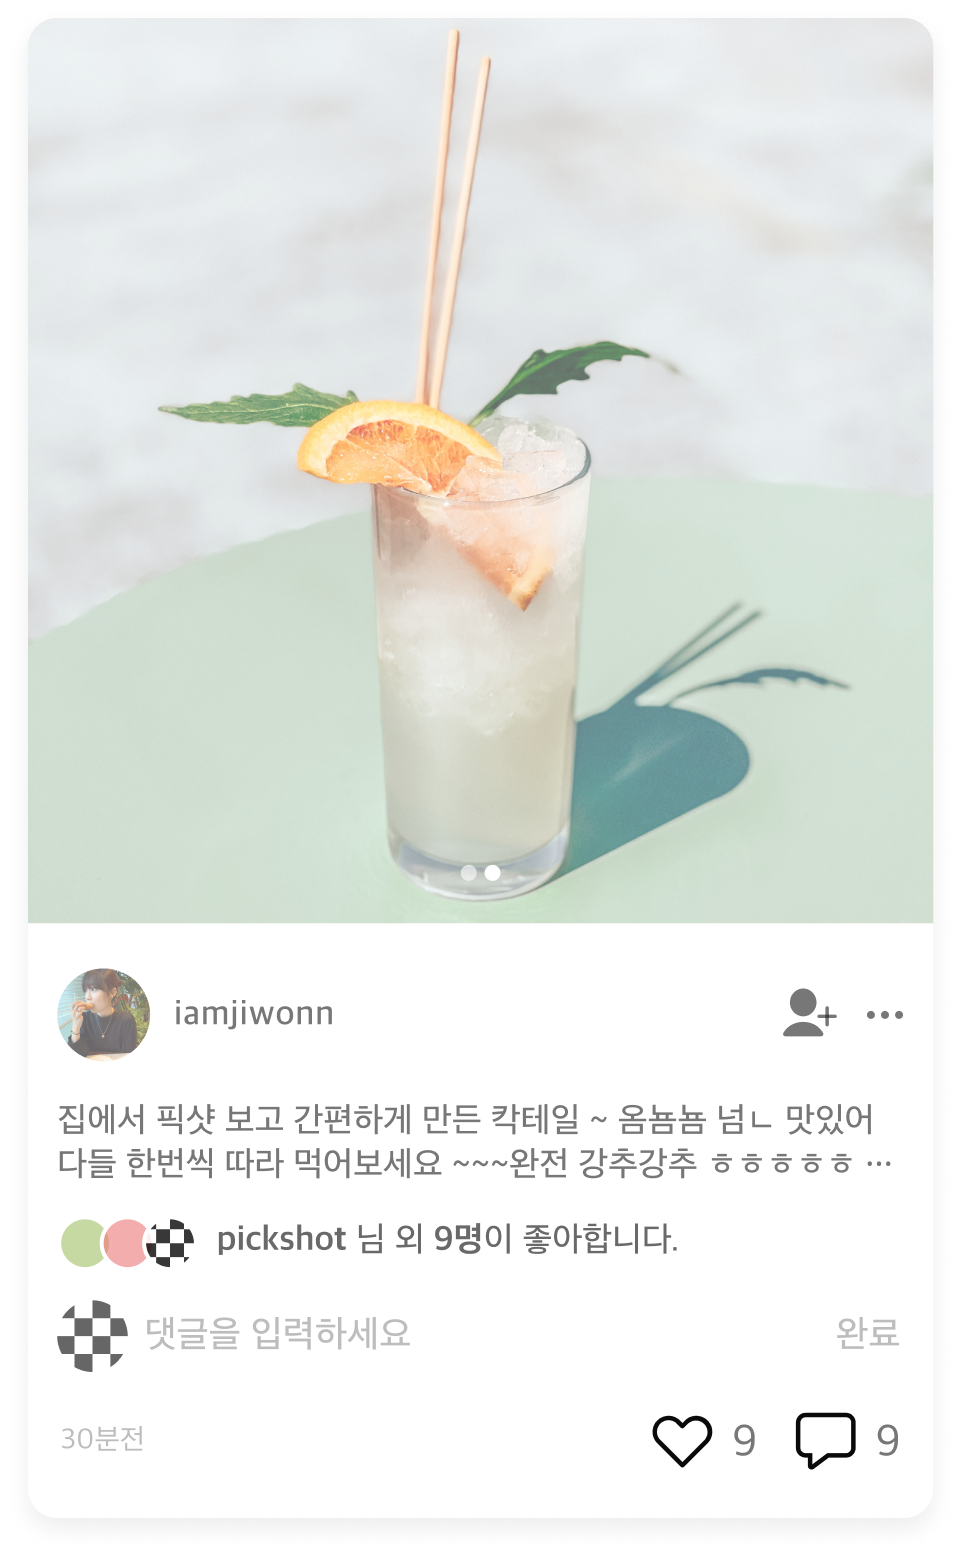 iamjiwonn
집에서 픽샷 보고 간편하게 만든 칵테일 ~ 옴뇸뇸 넘ㄴ 맛있어
다들 한번씩 따라 먹어보세요 ~~~완전 강추강추 ㅎㅎㅎㅎㅎ ...
pickshot 님 외 9명이 좋아합니다.
댓글을 입력하세요 완료
30분전 9 9